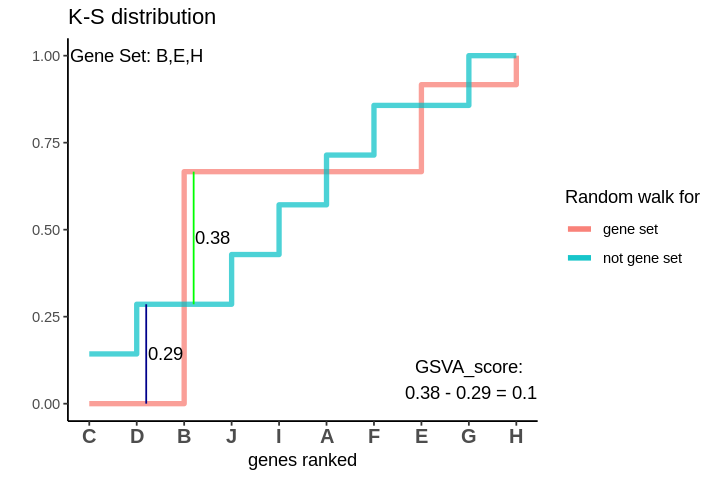 K-S distribution
Gene Set: B,E,H
1.00
0.75
0.50
0.25
0.00
0.38
0.29
GSVA_score:
0.38 - 0.29 = 0.1
C D B J I A F E G H
genes ranked
Random walk for
gene set
not gene set